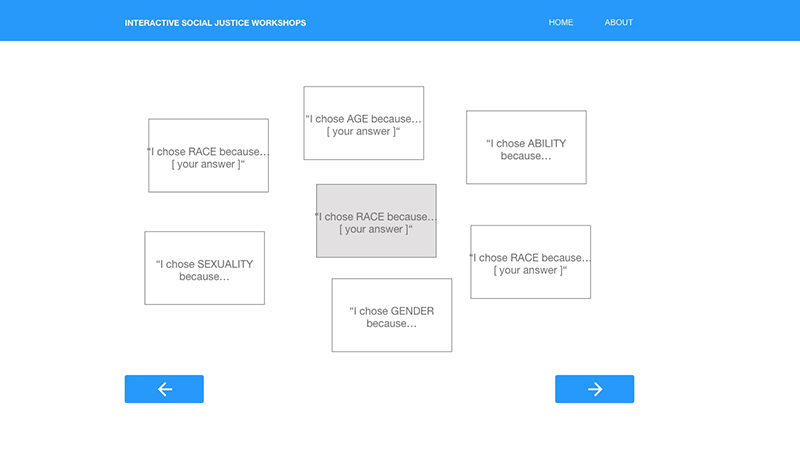 INTERACTIVE SOCIAL JUSTICE WORKSHOPS
HOME
ABOUT
“I chose AGE because…
[ your answer ]“
“I chose RACE because…
[ your answer ]“
“I chose ABILITY
because…
“I chose RACE because…
[ your answer ]“
“I chose SEXUALITY
because…
“I chose RACE because…
[ your answer ]“
“I chose GENDER
because…